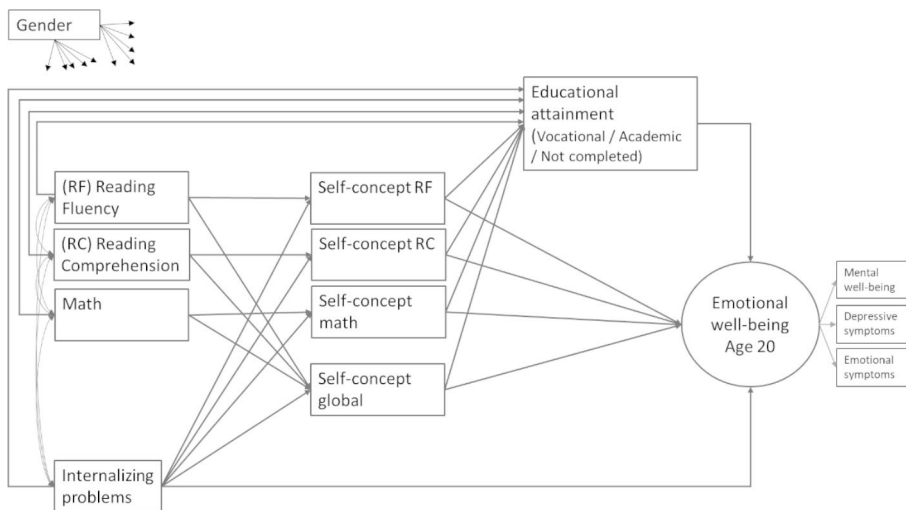 Gender
Educational
attainment
(Vocational / Academic
/ Not completed)
(RF) Reading
Fluency
Self-concept RF
(RC) Reading
Comprehension
Self-concept RC
Math
Self-concept
math
Self-concept
global
Emotional
well-being
Age 20
Mental
well-being
Depressive
symptoms
Emotional
symptoms
Internalizing
problems